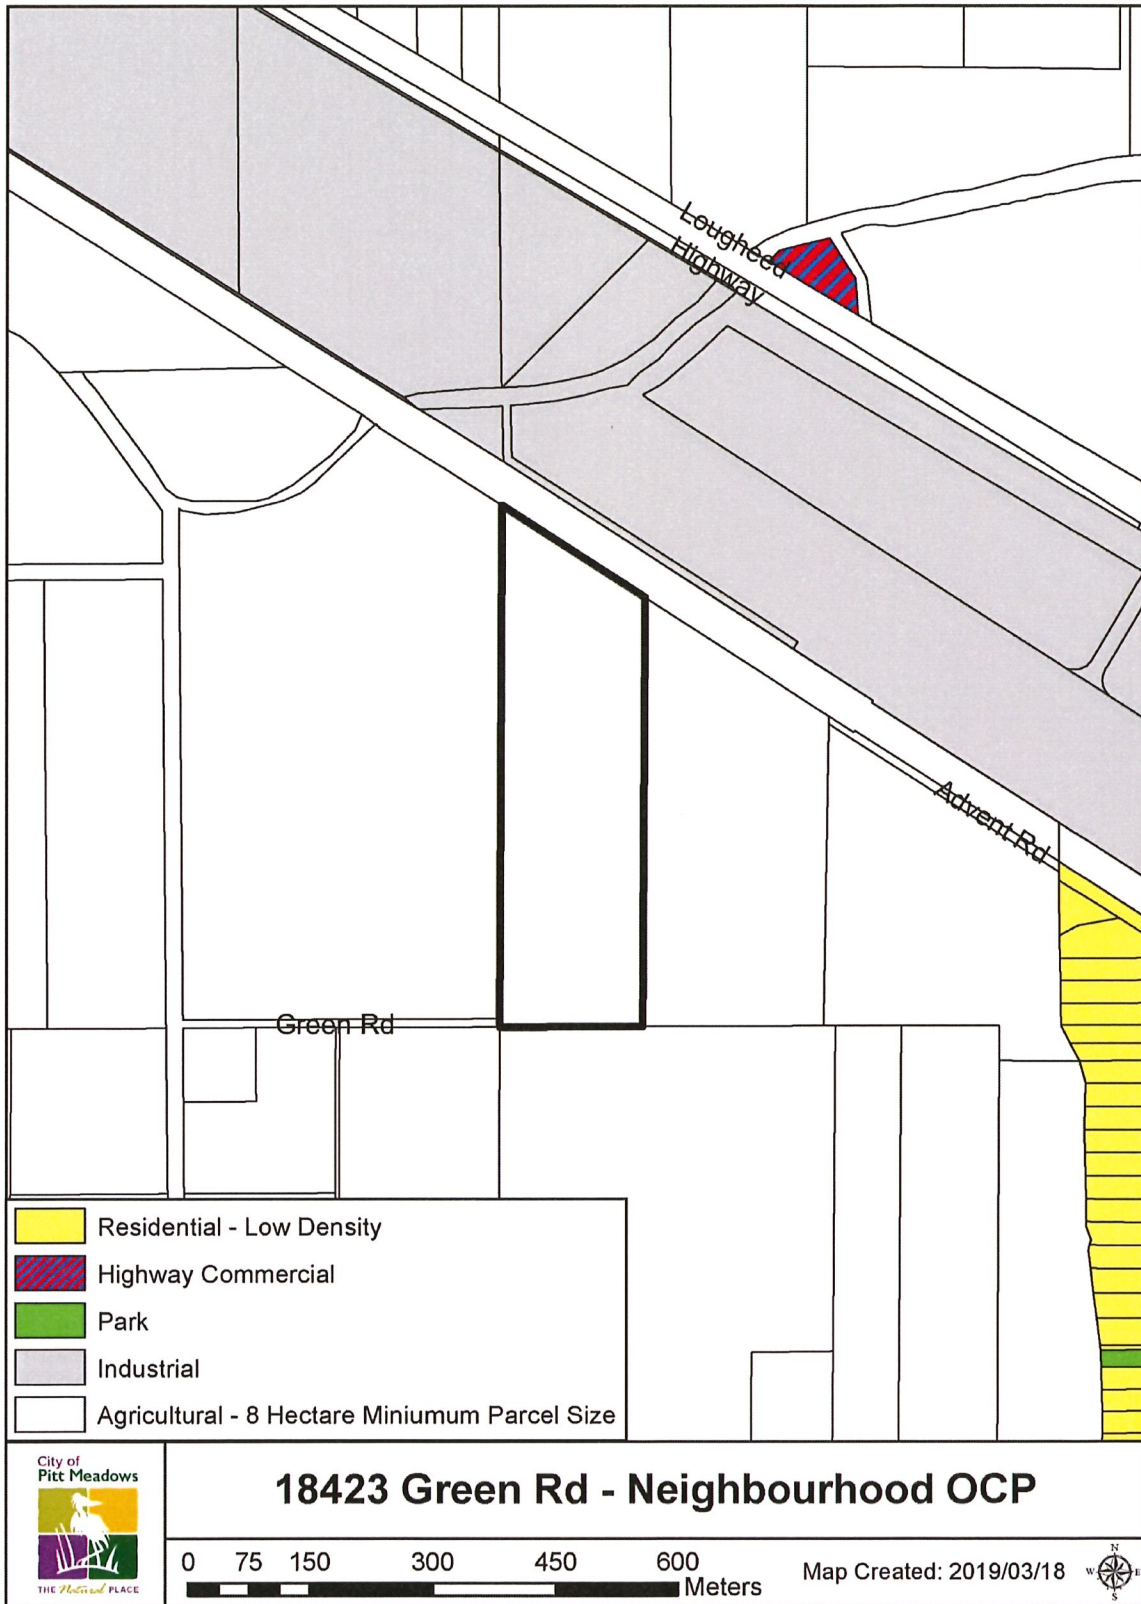 Lougheed
Highway
Advent Rd
Green Rd
Residential - Low Density
Highway Commercial
Park
Industrial
Agricultural - 8 Hectare Miniumum Parcel Size
City of
Pitt Meadows
THE Natural PLACE
18423 Green Rd - Neighbourhood OCP
0 75 150 300 450 600
Meters
Map Created: 2019/03/18
N
W E
S